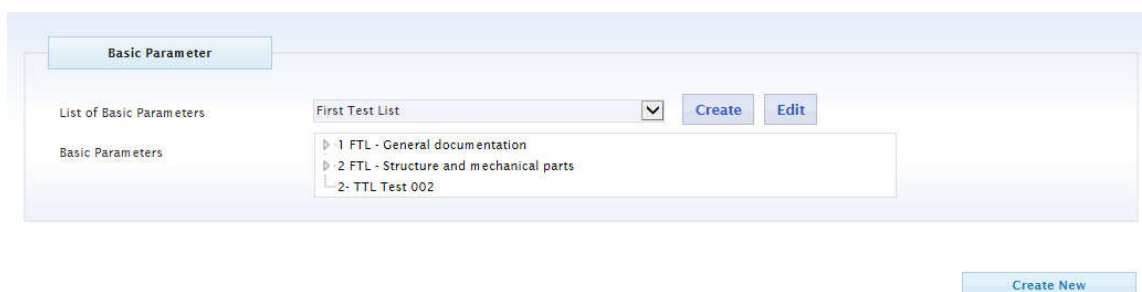 Basic Parameter
List of Basic Parameters First Test List Create Edit
Basic Parameters
1 FTL - General documentation
2 FTL - Structure and mechanical parts
2- TTL Test 002
Create New